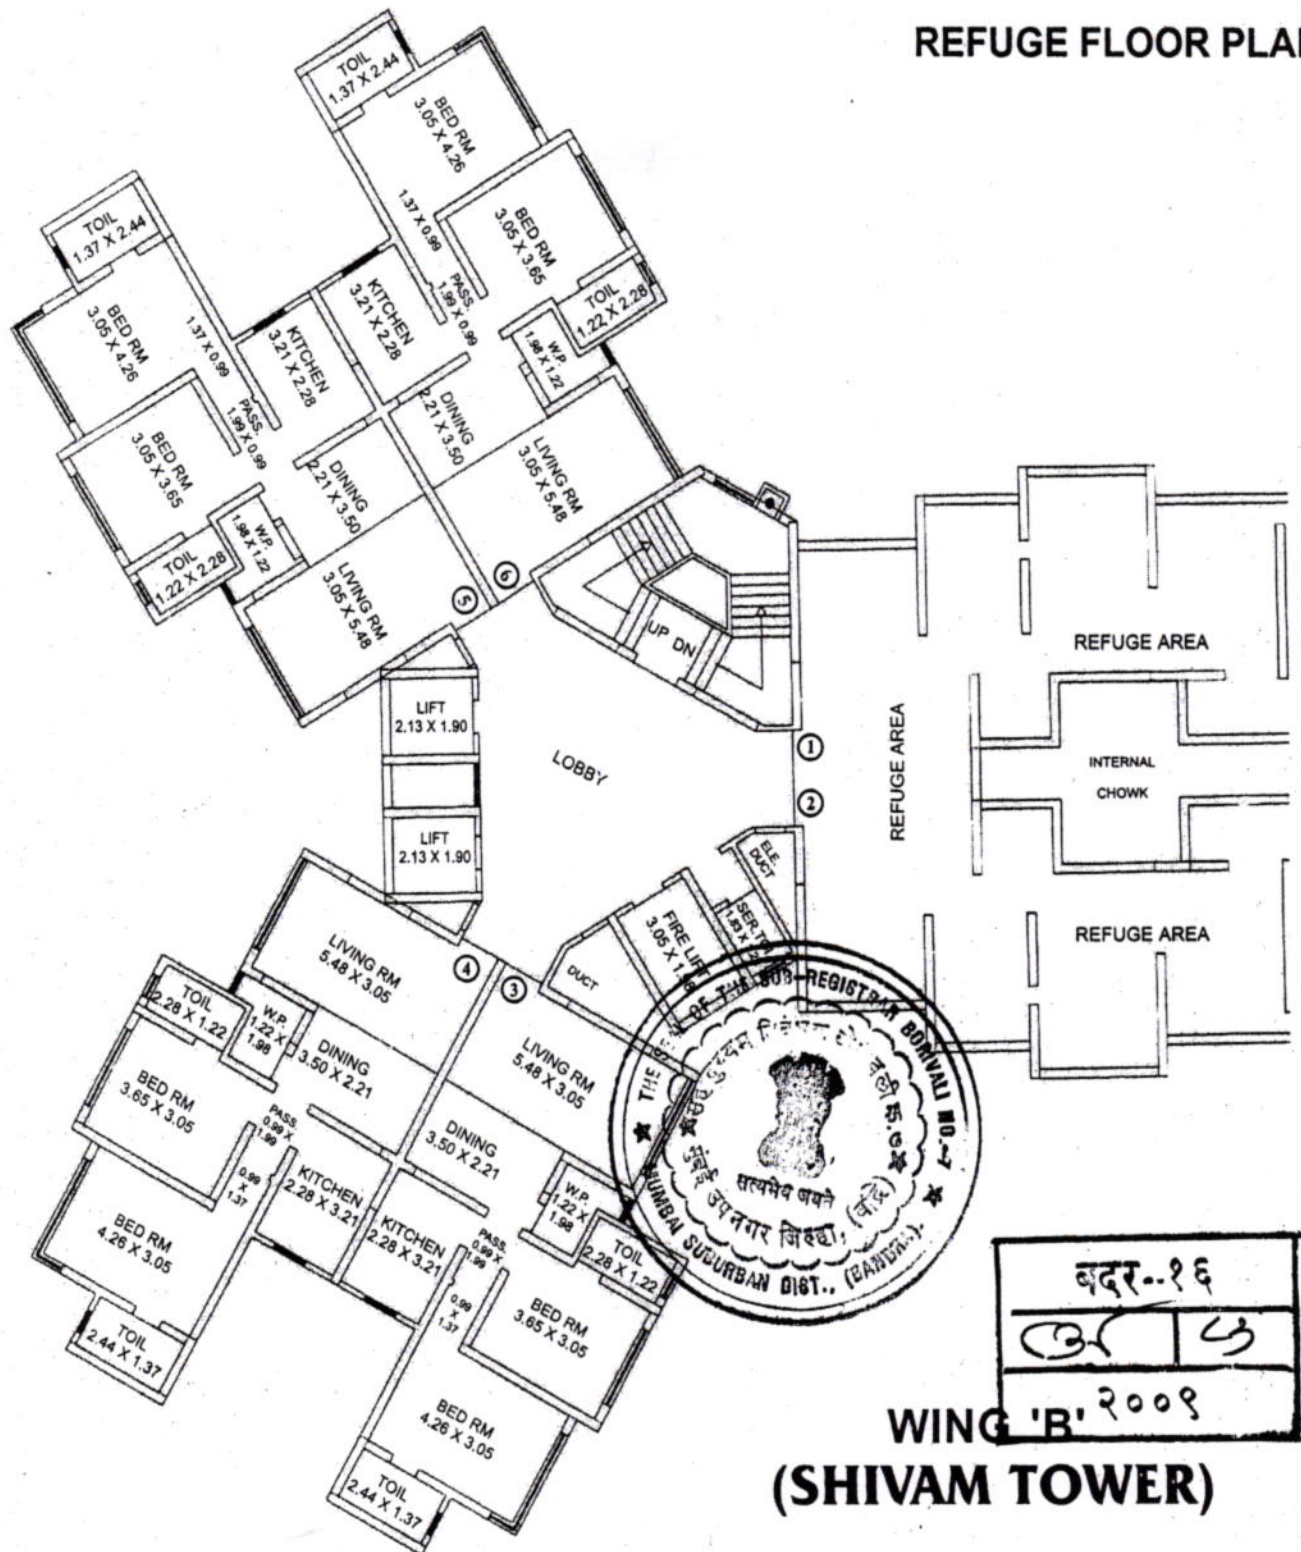 REFUGE FLOOR PLAN
TOIL
1.37 X 2.44
BED RM
3.05 X 4.26
1.37 X 0.99
BED RM
3.05 X 3.65
PASS.
1.99 X 0.99
TOIL
1.22 X 2.28
KITCHEN
3.21 X 2.28
W.P.
1.98 X 1.22
DINING
2.21 X 3.50
LIVING RM
3.05 X 5.48
6
TOIL
1.37 X 2.44
BED RM
3.05 X 4.26
1.37 X 0.99
KITCHEN
3.21 X 2.28
PASS.
1.99 X 0.99
BED RM
3.05 X 3.65
DINING
2.21 X 3.50
W.P.
1.98 X 1.22
TOIL
1.22 X 2.28
LIVING RM
3.05 X 5.48
5
UP DN
LIFT
2.13 X 1.90
LOBBY
LIFT
2.13 X 1.90
1
2
REFUGE AREA
REFUGE AREA
INTERNAL
CHOWK
REFUGE AREA
ELE.
DUCT
SER.
FIRE LIFT
3.05 X
DUCT
4
3
LIVING RM
5.48 X 3.05
TOIL
2.28 X 1.22
W.P.
1.22 X
1.98
DINING
3.50 X 2.21
BED RM
3.65 X 3.05
PASS.
0.99 X
1.99
0.99
X
1.37
KITCHEN
2.28 X 3.21
BED RM
4.26 X 3.05
TOIL
2.44 X 1.37
LIVING RM
5.48 X 3.05
DINING
3.50 X 2.21
W.P.
1.22 X
1.98
KITCHEN
2.28 X 3.21
PASS.
0.99 X
1.99
TOIL
2.28 X 1.22
0.99
X
1.37
BED RM
3.65 X 3.05
BED RM
4.26 X 3.05
TOIL
2.44 X 1.37
THE OF THE SUB-REGISTRAR BORIVALI NO.-7
MUMBAI SUBURBAN DIST., (BANDRA).
मुंबई उपनगर जिल्हा,
सत्यमेव जयते
बदर--१६
२००९
WING 'B'
(SHIVAM TOWER)